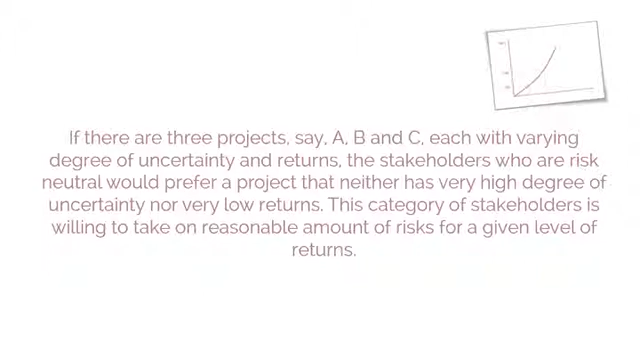 If there are three projects, say, A, B and C, each with varying
degree of uncertainty and returns, the stakeholders who are risk
neutral would prefer a project that neither has very high degree of
uncertainty nor very low returns. This category of stakeholders is
willing to take on reasonable amount of risks for a given level of
returns.